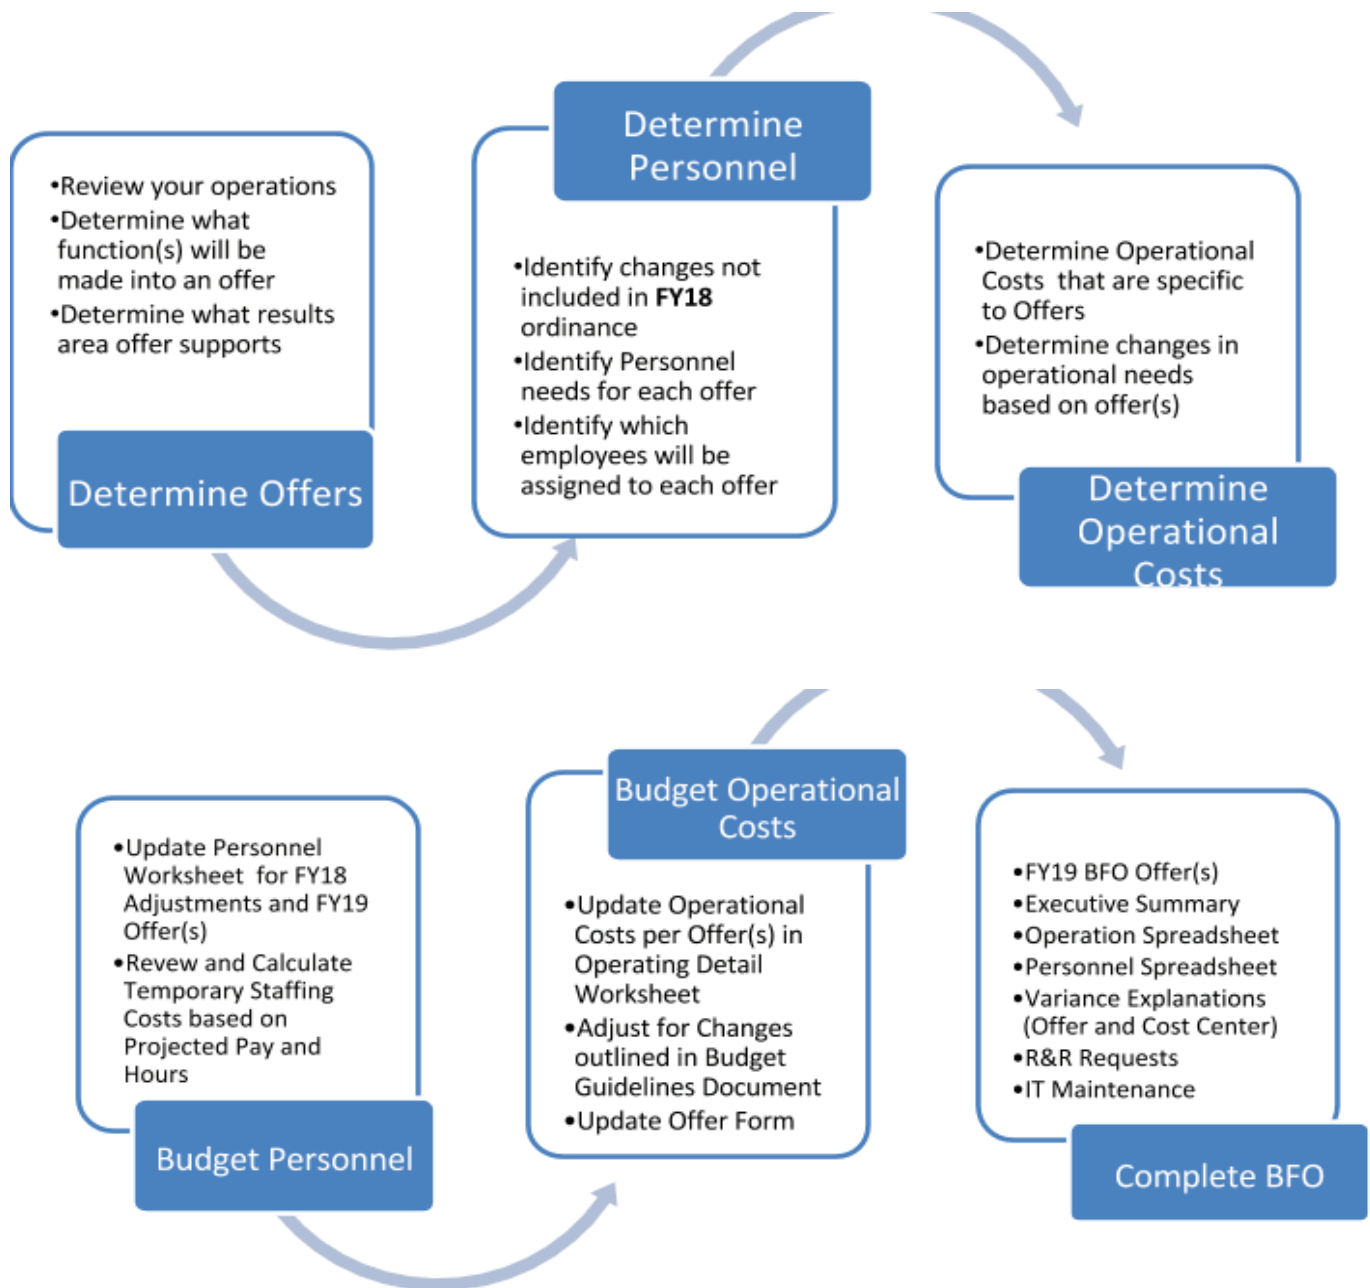 •Review your operations
•Determine what
function(s) will be
made into an offer
•Determine what results
area offer supports
Determine Offers
Determine
Personnel
•Identify changes not
included in FY18
ordinance
•Identify Personnel
needs for each offer
•Identify which
employees will be
assigned to each offer
•Determine Operational
Costs that are specific
to Offers
•Determine changes in
operational needs
based on offer(s)
Determine
Operational
Costs
•Update Personnel
Worksheet for FY18
Adjustments and FY19
Offer(s)
•Revew and Calculate
Temporary Staffing
Costs based on
Projected Pay and
Hours
Budget Personnel
Budget Operational
Costs
•Update Operational
Costs per Offer(s) in
Operating Detail
Worksheet
•Adjust for Changes
outlined in Budget
Guidelines Document
•Update Offer Form
•FY19 BFO Offer(s)
•Executive Summary
•Operation Spreadsheet
•Personnel Spreadsheet
•Variance Explanations
(Offer and Cost Center)
•R&R Requests
•IT Maintenance
Complete BFO